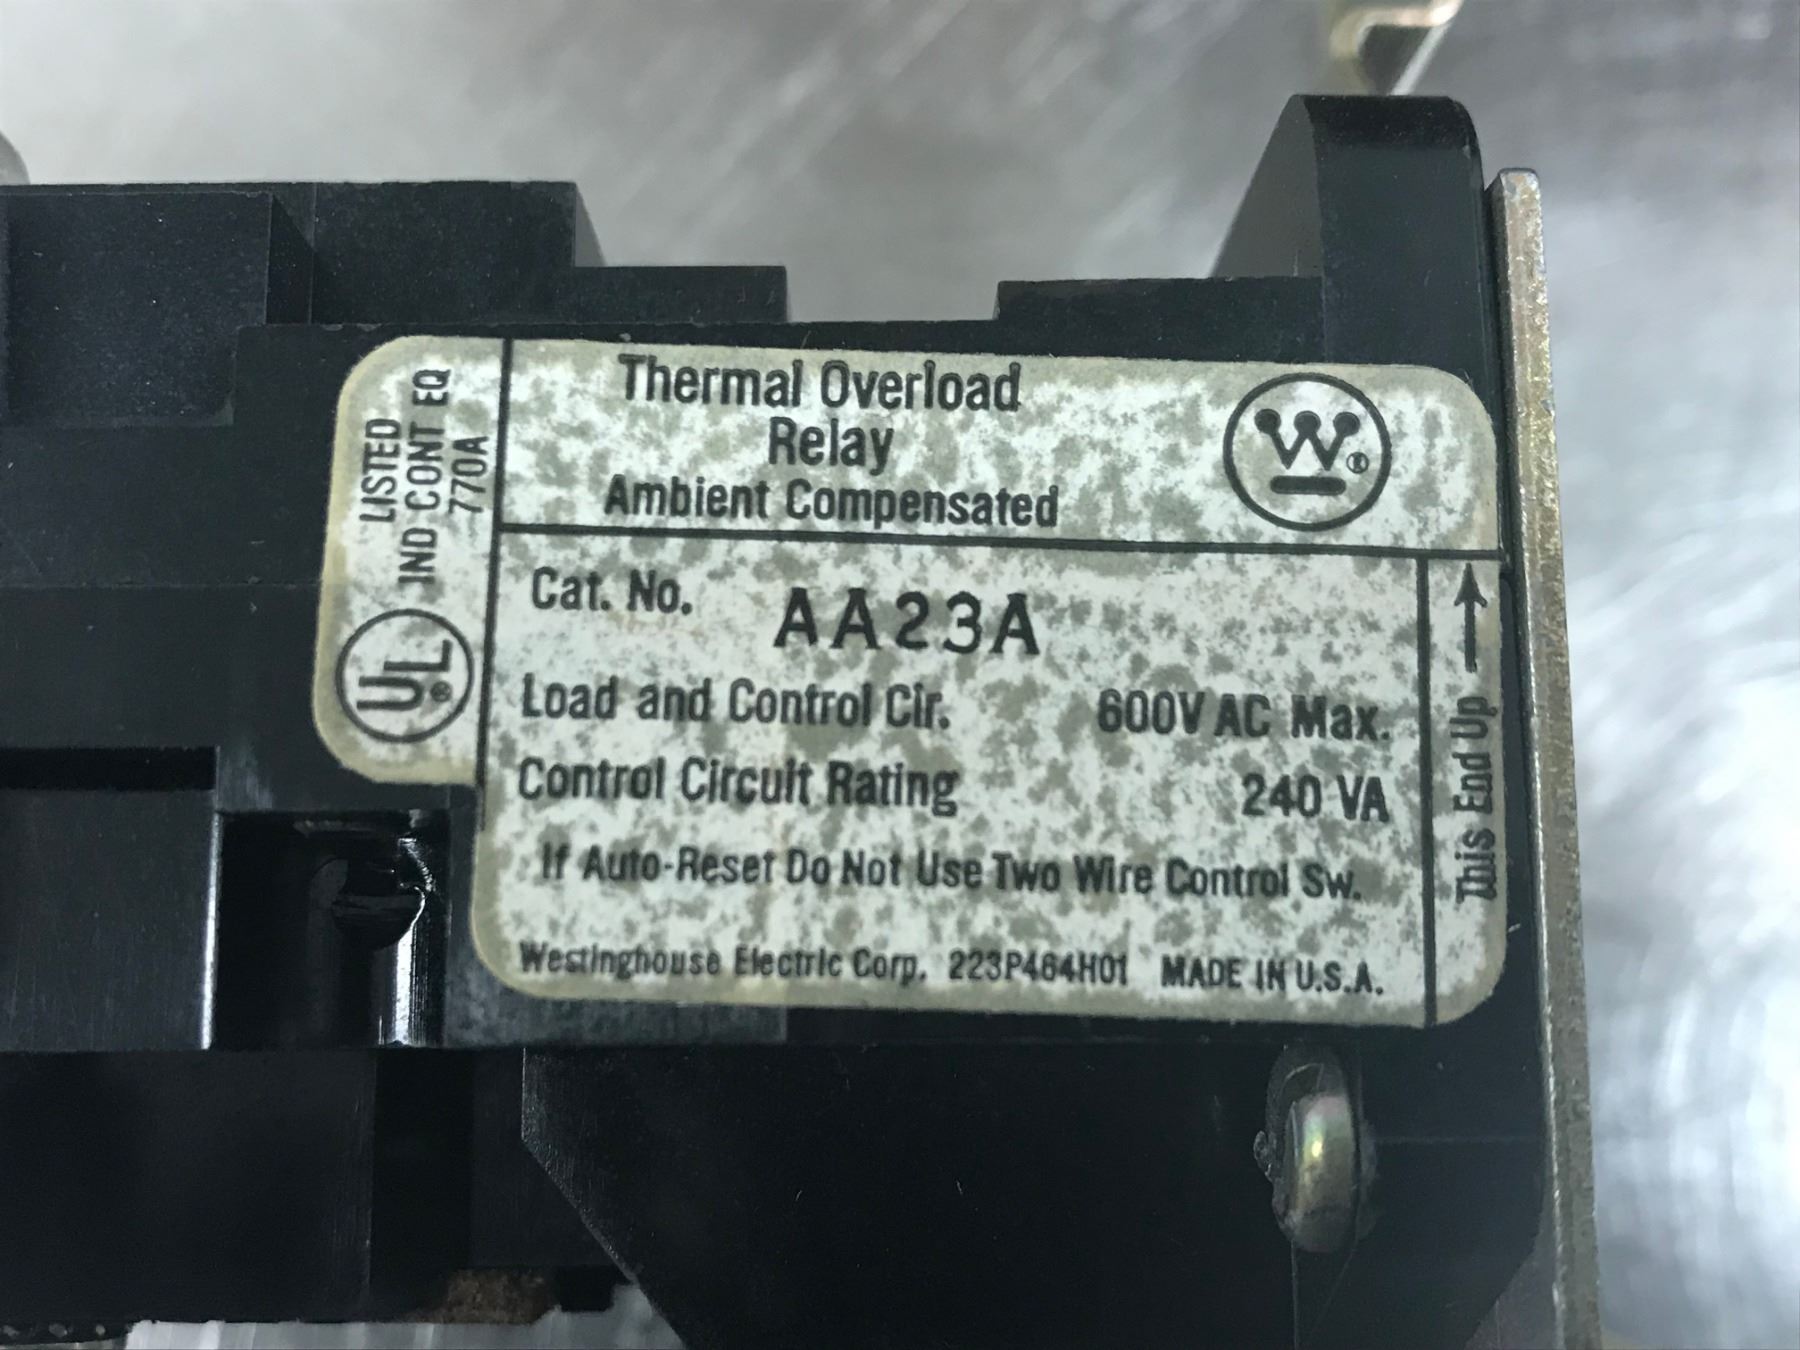 LISTED
IND CONT EQ
770A
UL®
Thermal Overload
Relay
Ambient Compensated
W®
Cat. No. AA23A
Load and Control Cir. 600V AC Max.
Control Circuit Rating 240 VA
If Auto-Reset Do Not Use Two Wire Control Sw.
Westinghouse Electric Corp. 223P464H01 MADE IN U.S.A.
This End Up →